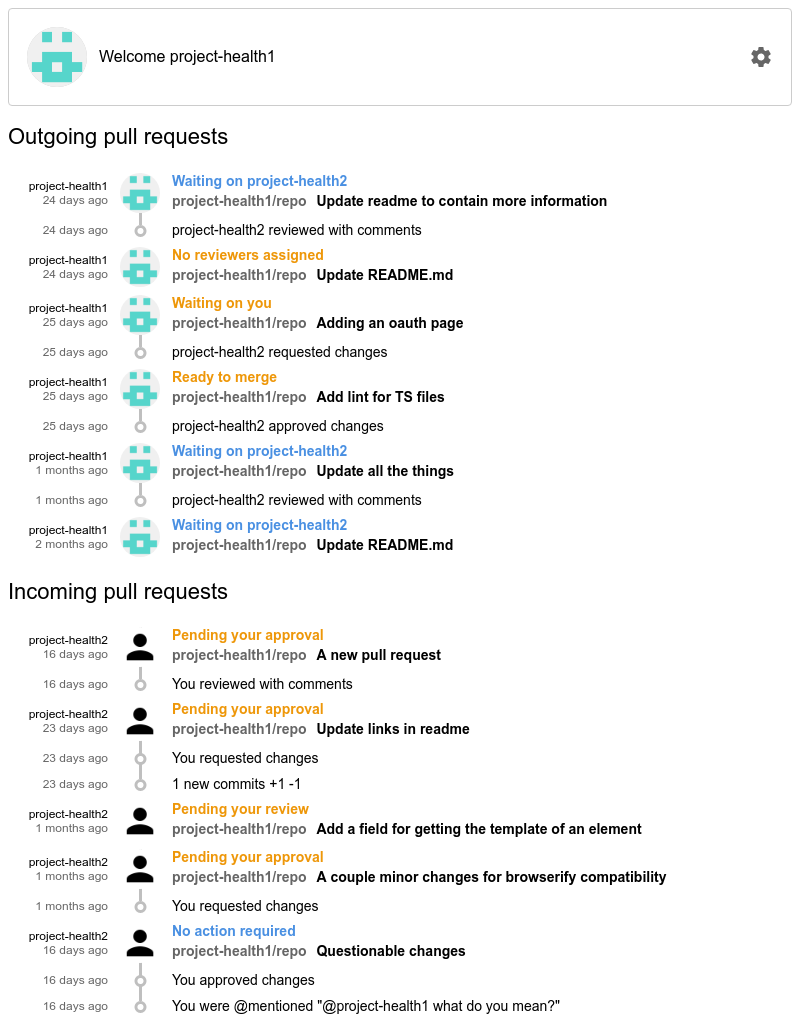 Welcome project-health1
Outgoing pull requests
project-health1
24 days ago
Waiting on project-health2
project-health1/repo Update readme to contain more information
24 days ago project-health2 reviewed with comments
project-health1
24 days ago
No reviewers assigned
project-health1/repo Update README.md
project-health1
25 days ago
Waiting on you
project-health1/repo Adding an oauth page
25 days ago project-health2 requested changes
project-health1
25 days ago
Ready to merge
project-health1/repo Add lint for TS files
25 days ago project-health2 approved changes
project-health1
1 months ago
Waiting on project-health2
project-health1/repo Update all the things
1 months ago project-health2 reviewed with comments
project-health1
2 months ago
Waiting on project-health2
project-health1/repo Update README.md
Incoming pull requests
project-health2
16 days ago
Pending your approval
project-health1/repo A new pull request
16 days ago You reviewed with comments
project-health2
23 days ago
Pending your approval
project-health1/repo Update links in readme
23 days ago You requested changes
23 days ago 1 new commits +1 -1
project-health2
1 months ago
Pending your review
project-health1/repo Add a field for getting the template of an element
project-health2
1 months ago
Pending your approval
project-health1/repo A couple minor changes for browserify compatibility
1 months ago You requested changes
project-health2
16 days ago
No action required
project-health1/repo Questionable changes
16 days ago You approved changes
16 days ago You were @mentioned "@project-health1 what do you mean?"